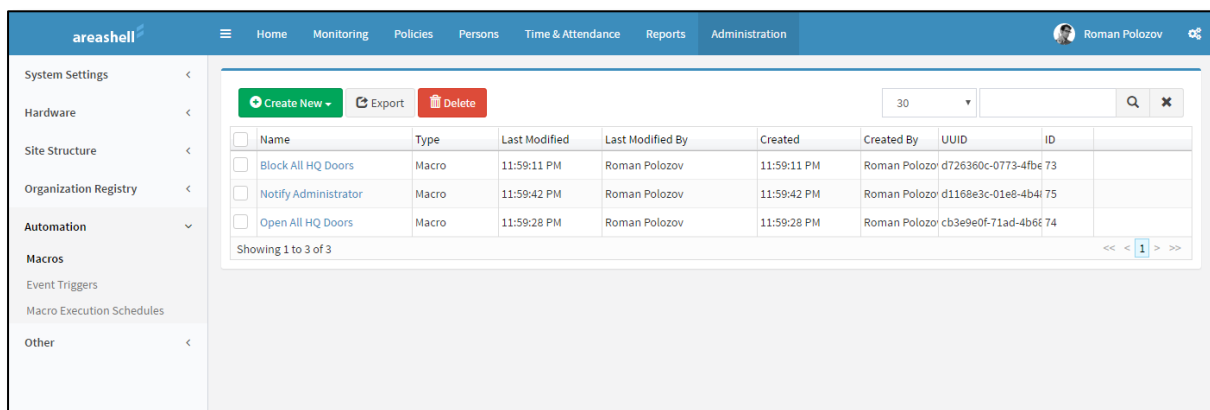 areashell
Home Monitoring Policies Persons Time & Attendance Reports Administration Roman Polozov
System Settings
Hardware
Site Structure
Organization Registry
Automation
Macros
Event Triggers
Macro Execution Schedules
Other
Create New Export Delete 30
Name Type Last Modified Last Modified By Created Created By UUID ID
Block All HQ Doors Macro 11:59:11 PM Roman Polozov 11:59:11 PM Roman Polozov d726360c-0773-4fbe 73
Notify Administrator Macro 11:59:42 PM Roman Polozov 11:59:42 PM Roman Polozov d1168e3c-01e8-4b4 75
Open All HQ Doors Macro 11:59:28 PM Roman Polozov 11:59:28 PM Roman Polozov cb3e9e0f-71ad-4b68 74
Showing 1 to 3 of 3 << < 1 > >>